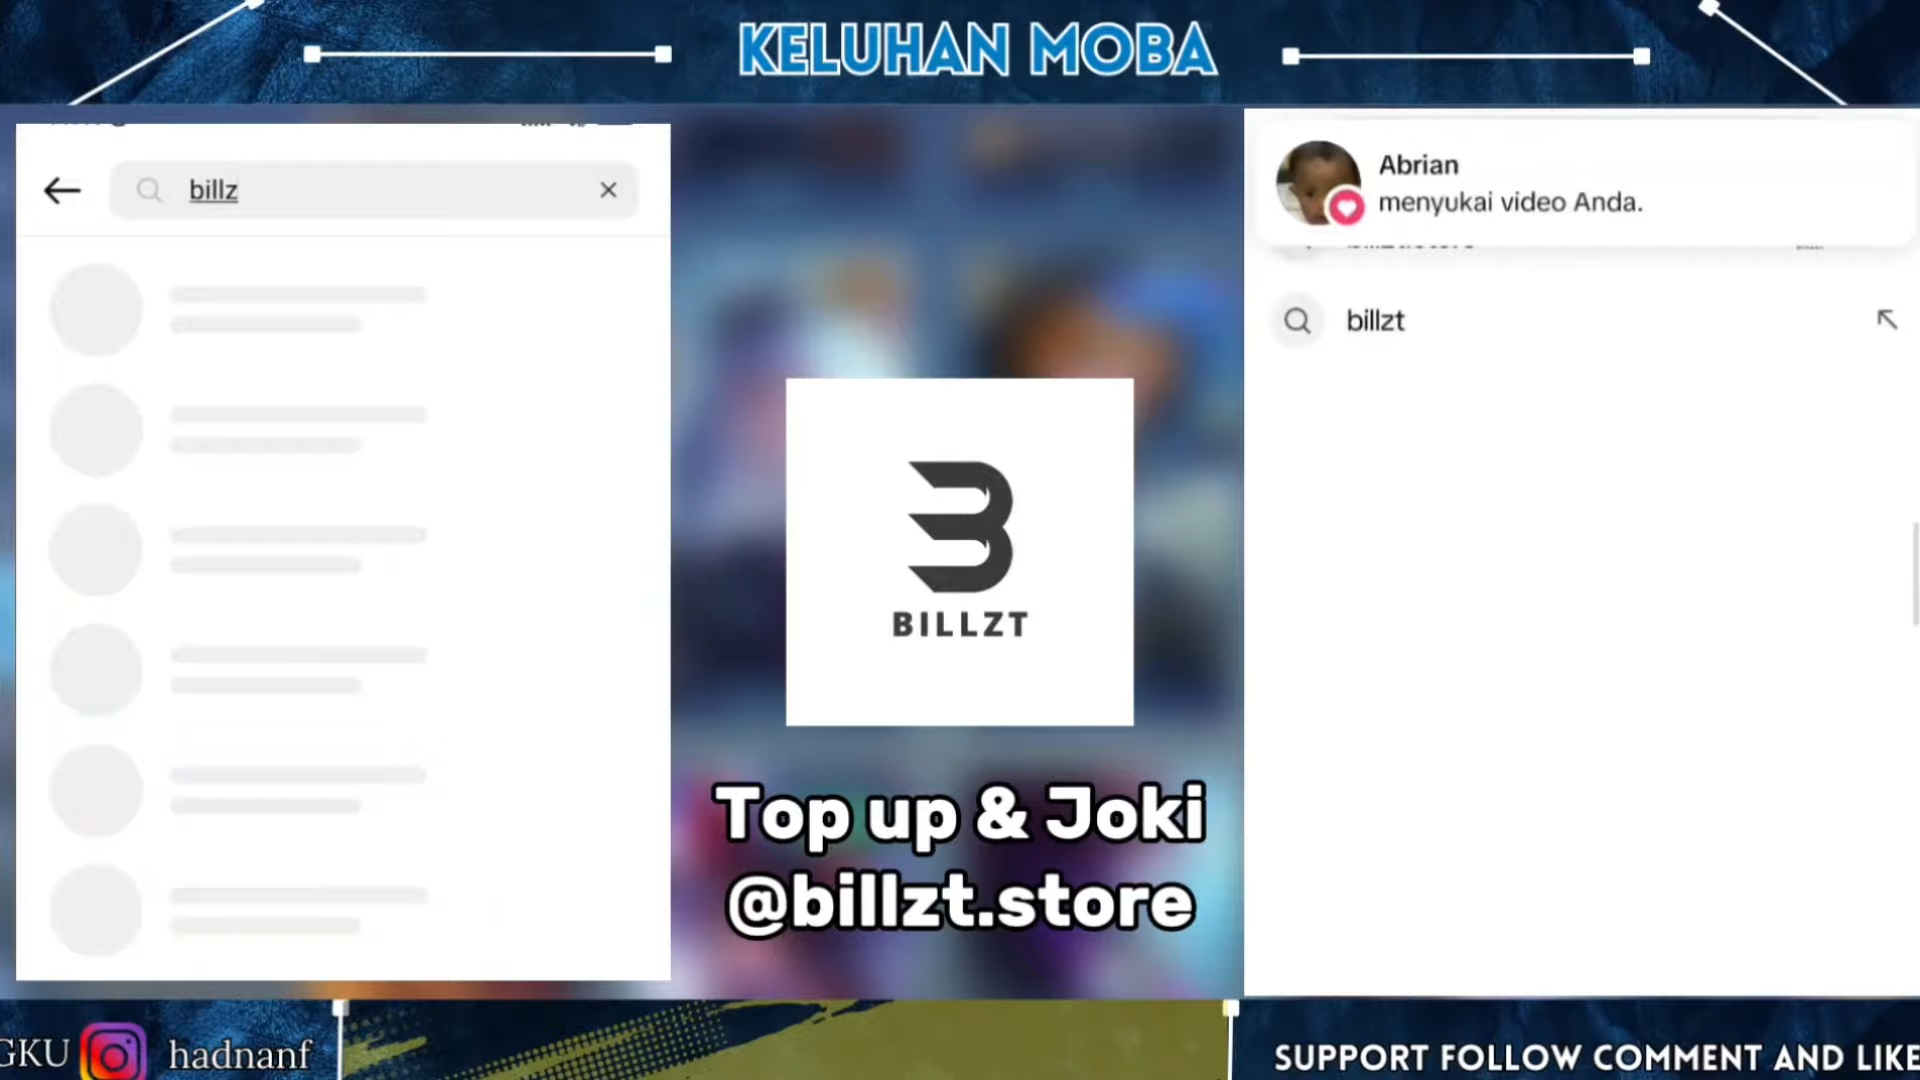 KELUHAN MOBA
billz
Abrian
menyukai video Anda.
billzt
BILLZT
Top up & Joki
@billzt.store
GKU
hadnanf
SUPPORT FOLLOW COMMENT AND LIKE